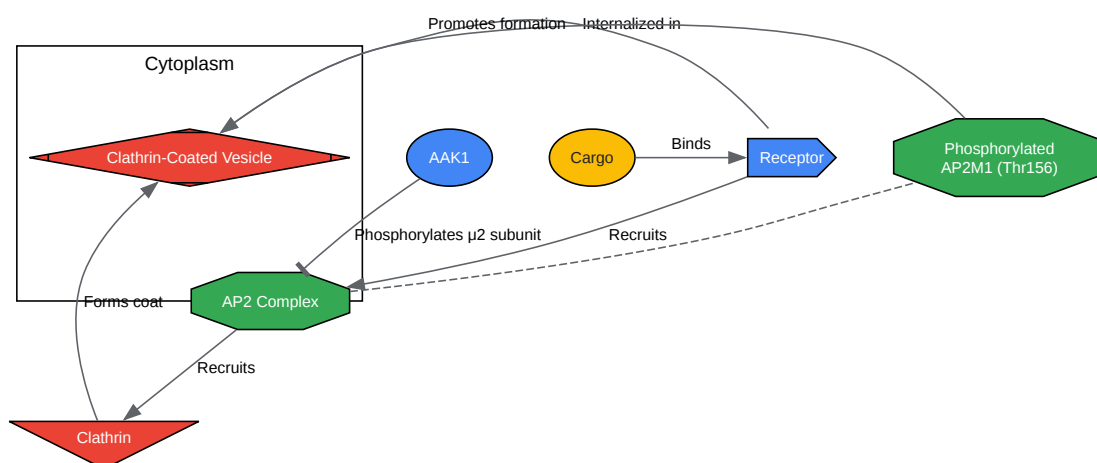 Promotes formation
Internalized in
Cytoplasm
Clathrin-Coated Vesicle
AAK1
Cargo
Binds
Receptor
Phosphorylated
AP2M1 (Thr156)
Phosphorylates μ2 subunit
Recruits
Forms coat
AP2 Complex
Recruits
Clathrin